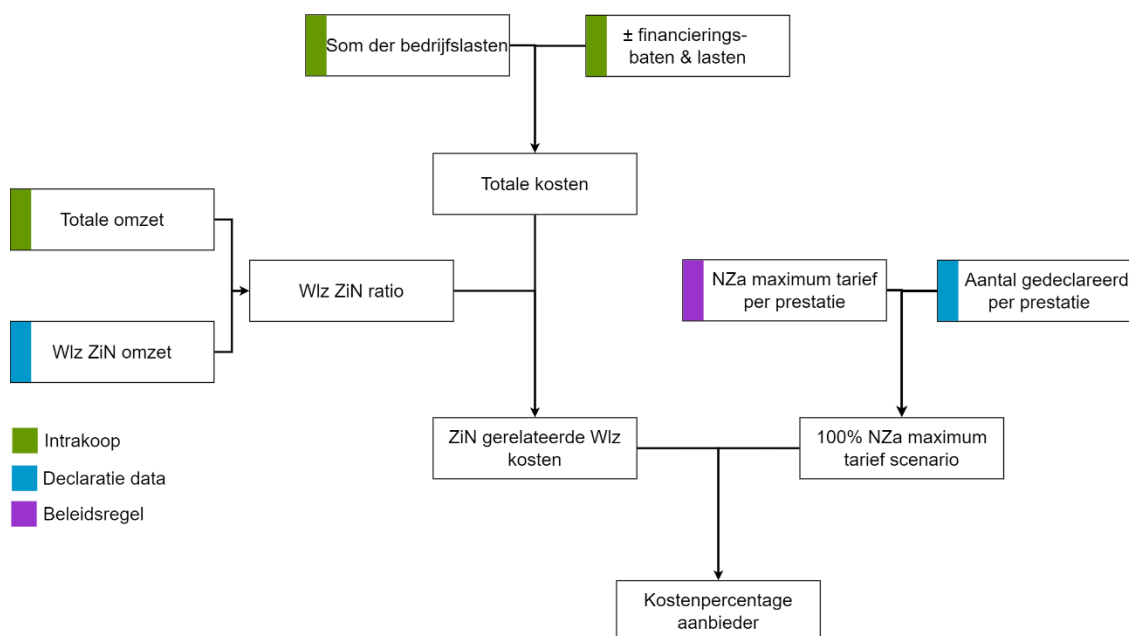 Som der bedrijfslasten
± financierings-
baten & lasten
Totale kosten
Totale omzet
Wlz ZiN ratio
NZa maximum tarief
per prestatie
Aantal gedeclareerd
per prestatie
Wlz ZiN omzet
Intrakoop
Declaratie data
Beleidsregel
ZiN gerelateerde Wlz
kosten
100% NZa maximum
tarief scenario
Kostenpercentage
aanbieder